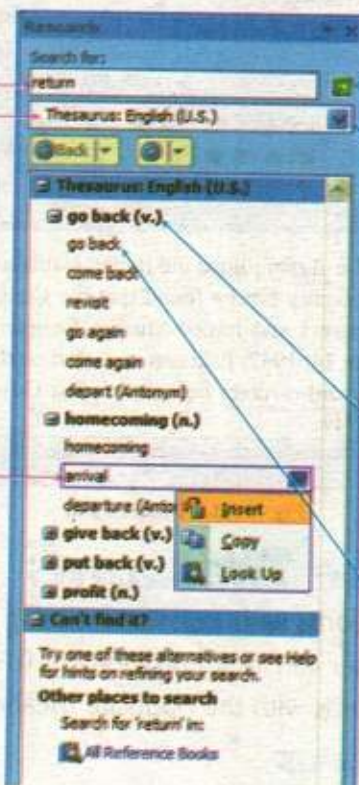 Research
Search for:
return
Thesaurus: English (U.S.)
Back
Thesaurus: English (U.S.)
go back (v.)
go back
come back
revisit
go again
come again
depart (Antonym)
homecoming (n.)
homecoming
arrival
departure (Anto
Insert
give back (v.)
Copy
put back (v.)
Look Up
profit (n.)
Can't find it?
Try one of these alternatives or see Help
for hints on refining your search.
Other places to search
Search for 'return' in:
All Reference Books